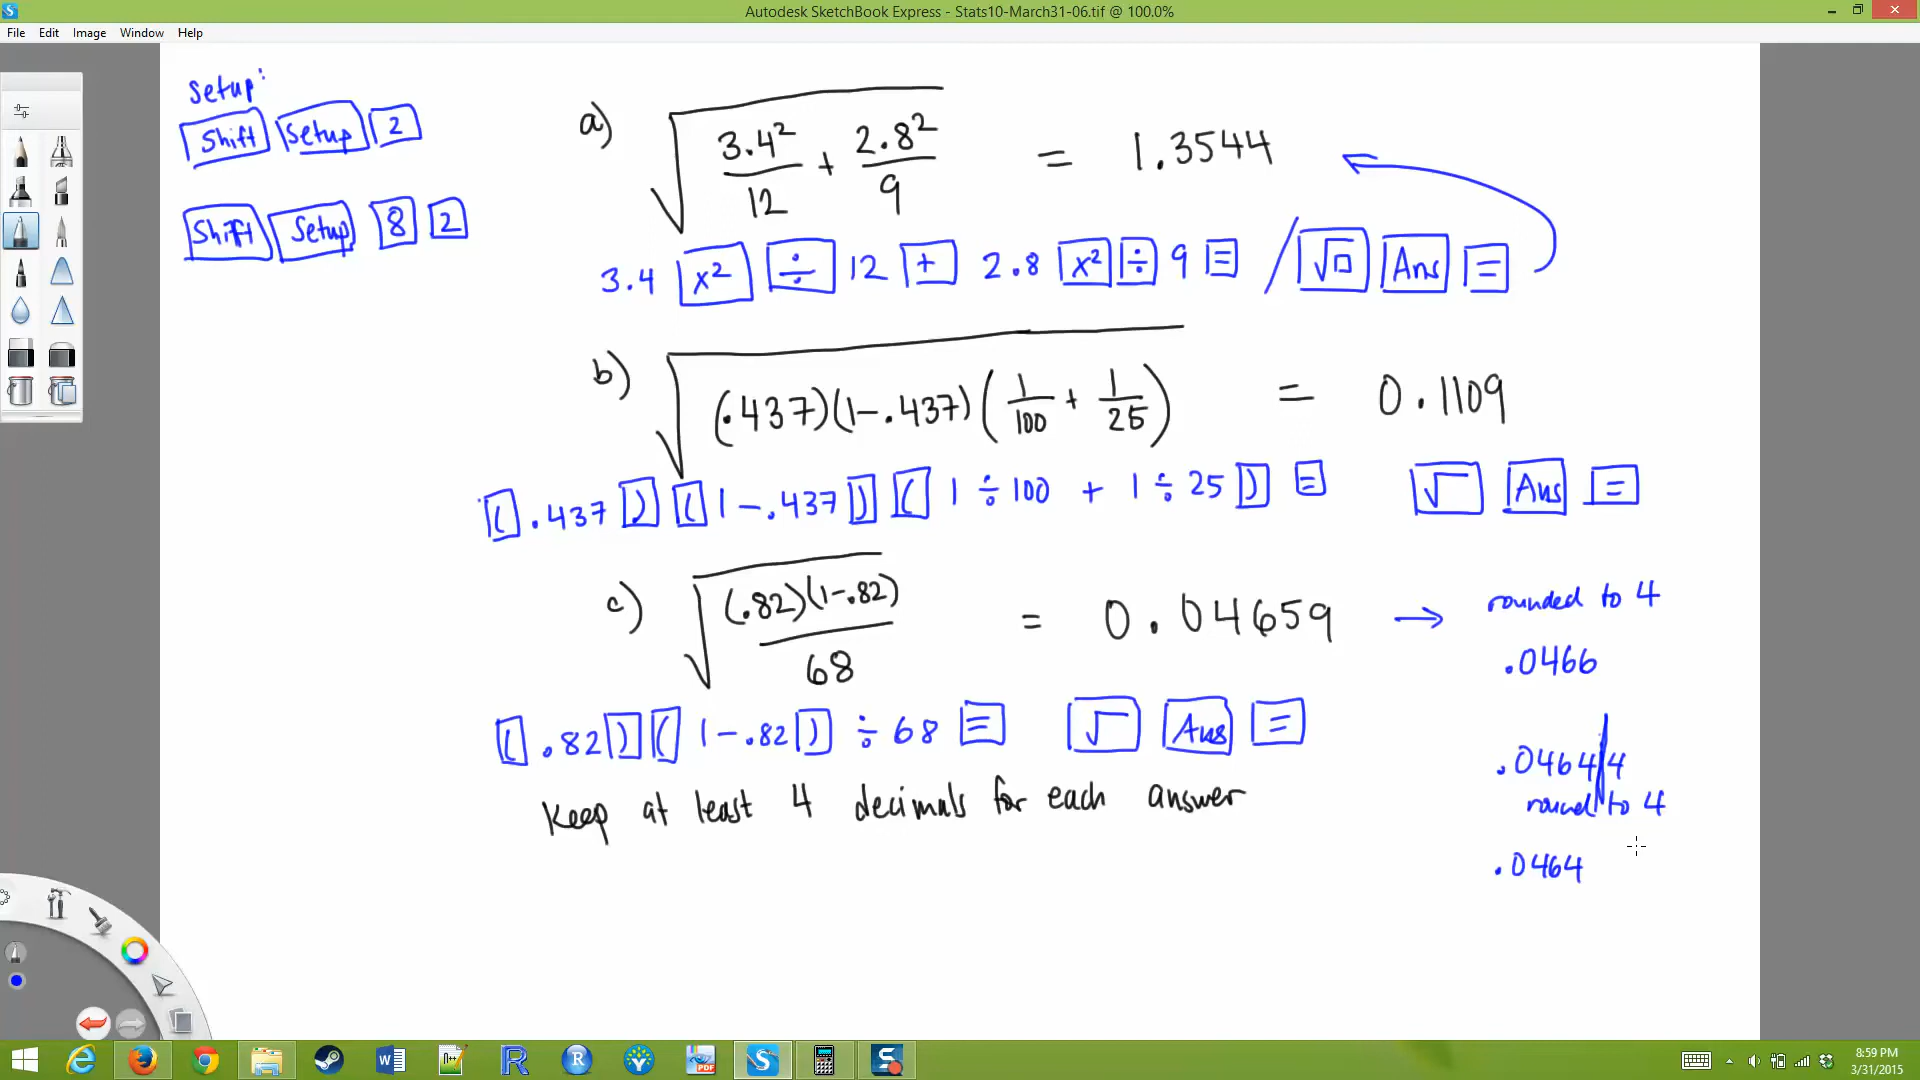 Autodesk SketchBook Express - Stats10-March31-06.tif @ 100.0%
File Edit Image Window Help
Setup:
Shift Setup 2
Shift Setup 8 2
a) √(3.4²/12 + 2.8²/9) = 1.3544
3.4 x² ÷ 12 + 2.8 x² ÷ 9 = / √□ Ans =
b) √((.437)(1-.437)(1/100 + 1/25)) = 0.1109
( .437 ) ( 1-.437 ) ( 1÷100 + 1÷25 ) = √ Ans =
c) √((.82)(1-.82)/68) = 0.04659 → rounded to 4
.0466
( .82 ) ( 1-.82 ) ÷ 68 = √ Ans =
.04644
round to 4
.0464
Keep at least 4 decimals for each answer
8:59 PM
3/31/2015